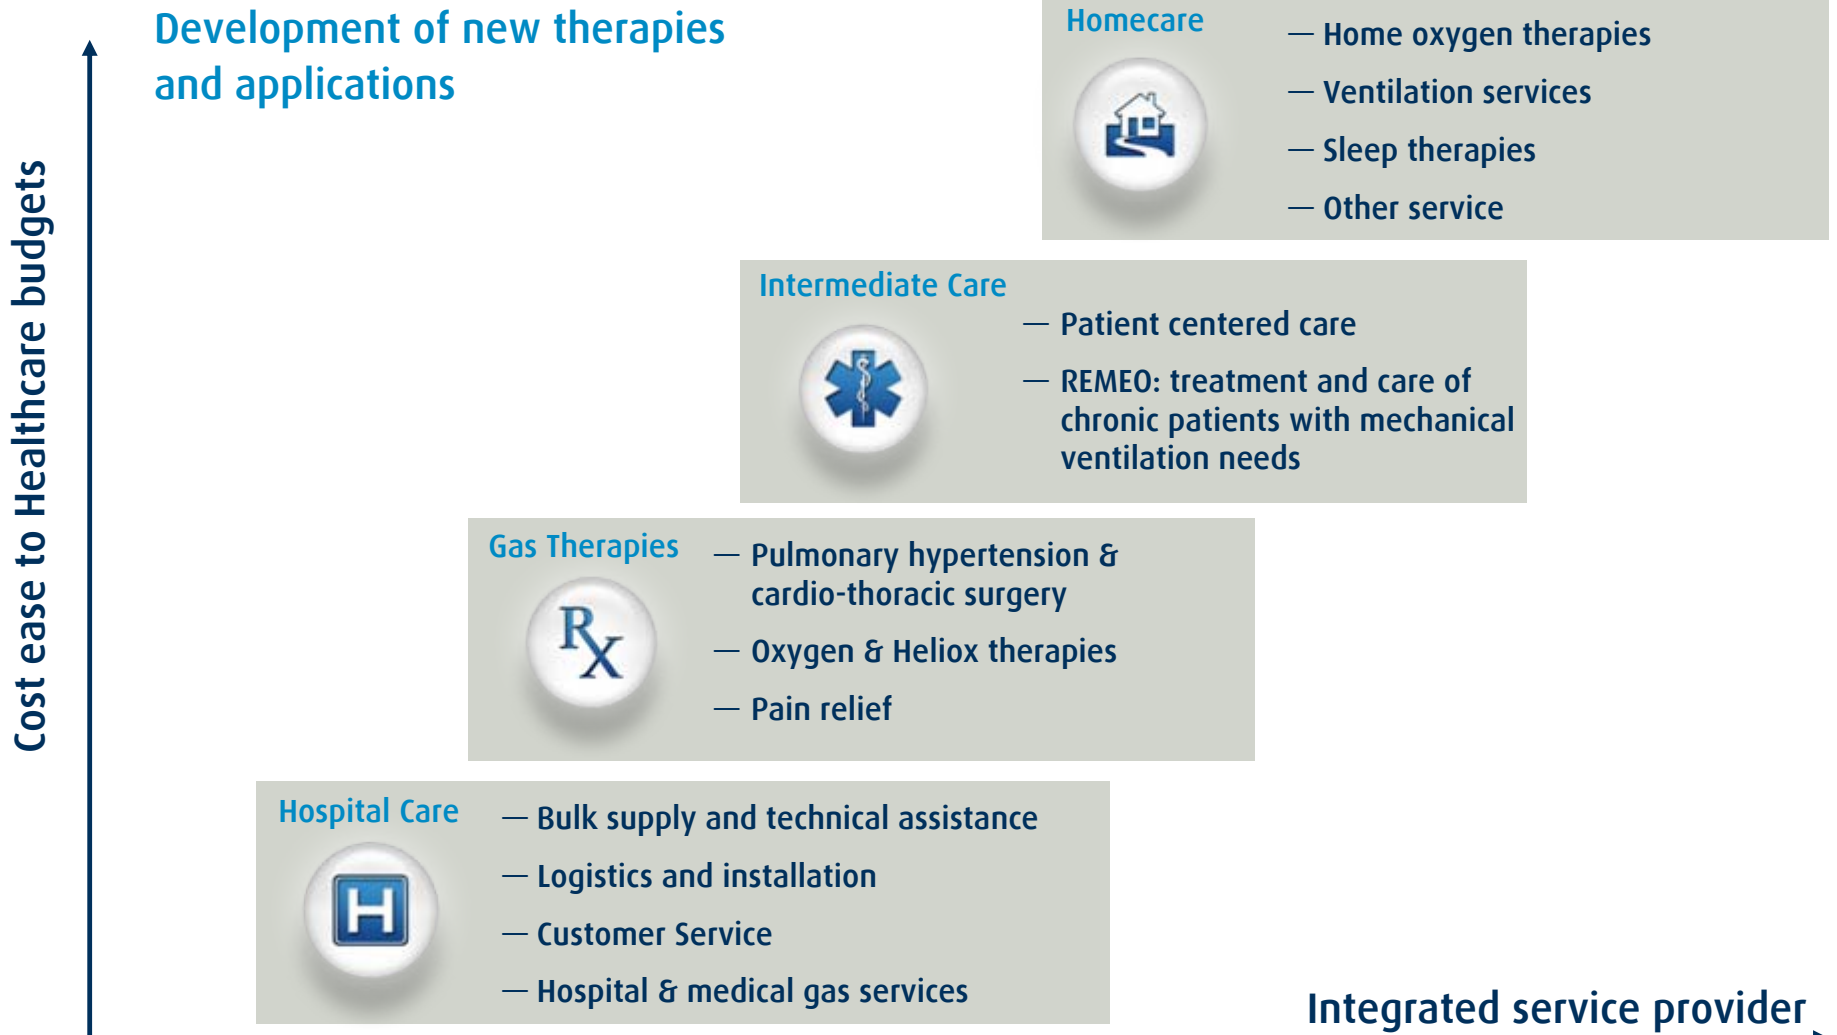 Development of new therapies
and applications
Cost ease to Healthcare budgets
Homecare
— Home oxygen therapies
— Ventilation services
— Sleep therapies
— Other service
Intermediate Care
— Patient centered care
— REMEO: treatment and care of
chronic patients with mechanical
ventilation needs
Gas Therapies
Rx
— Pulmonary hypertension &
cardio-thoracic surgery
— Oxygen & Heliox therapies
— Pain relief
Hospital Care
H
— Bulk supply and technical assistance
— Logistics and installation
— Customer Service
— Hospital & medical gas services
Integrated service provider